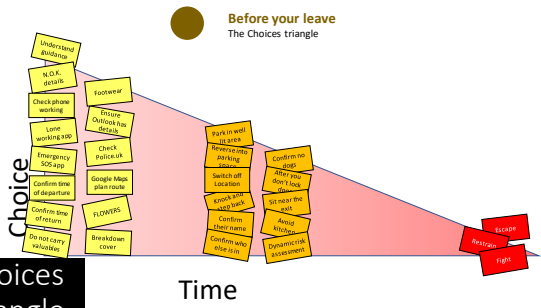 Before your leave
The Choices triangle
Understand
guidance
N.O.K.
details
Check phone
working
Lone
working app
Emergency
SOS app
Confirm time
of departure
Confirm time
of return
Do not carry
valuables
Footwear
Ensure
Outlook has
details
Check
Police.uk
Google Maps
plan route
FLOWERS
Breakdown
cover
Park in well
lit area
Reverse into
parking
space
Switch off
Location
Knock and
step back
Confirm
their name
Confirm who
else is in
Confirm no
dogs
After you
don't lock
door
Sit near the
exit
Avoid
kitchen
Dynamic risk
assessment
Escape
Restrain
Fight
Choice
Time
oices